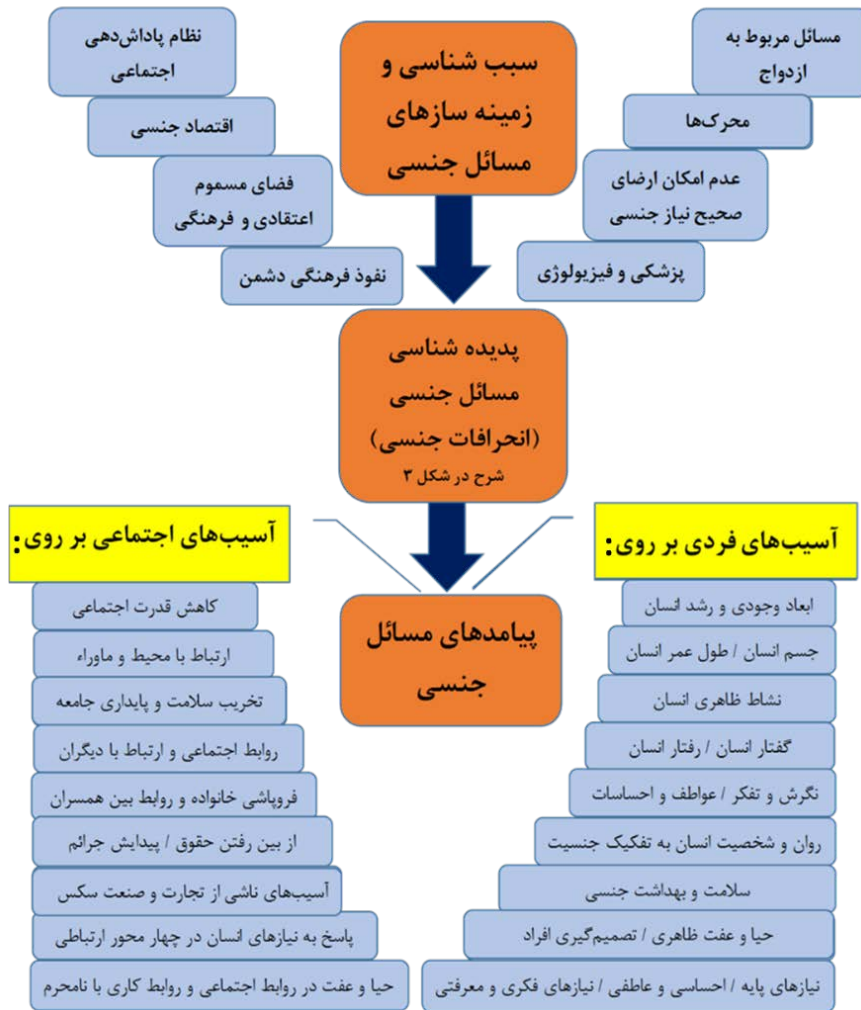 مسائل مربوط به
ازدواج
محرک‌ها
عدم امکان ارضای
صحیح نیاز جنسی
پزشکی و فیزیولوژی
سبب شناسی و
زمینه سازهای
مسائل جنسی
نظام پاداش‌دهی
اجتماعی
اقتصاد جنسی
فضای مسموم
اعتقادی و فرهنگی
نفوذ فرهنگی دشمن
پدیده شناسی
مسائل جنسی
(انحرافات جنسی)
شرح در شکل ۳
پیامدهای مسائل
جنسی
آسیب‌های فردی بر روی:
ابعاد وجودی و رشد انسان
جسم انسان / طول عمر انسان
نشاط ظاهری انسان
گفتار انسان / رفتار انسان
نگرش و تفکر / عواطف و احساسات
روان و شخصیت انسان به تفکیک جنسیت
سلامت و بهداشت جنسی
حیا و عفت ظاهری / تصمیم‌گیری افراد
نیازهای پایه / احساسی و عاطفی / نیازهای فکری و معرفتی
آسیب‌های اجتماعی بر روی:
کاهش قدرت اجتماعی
ارتباط با محیط و ماوراء
تخریب سلامت و پایداری جامعه
روابط اجتماعی و ارتباط با دیگران
فروپاشی خانواده و روابط بین همسران
از بین رفتن حقوق / پیدایش جرائم
آسیب‌های ناشی از تجارت و صنعت سکس
پاسخ به نیازهای انسان در چهار محور ارتباطی
حیا و عفت در روابط اجتماعی و روابط کاری با نامحرم